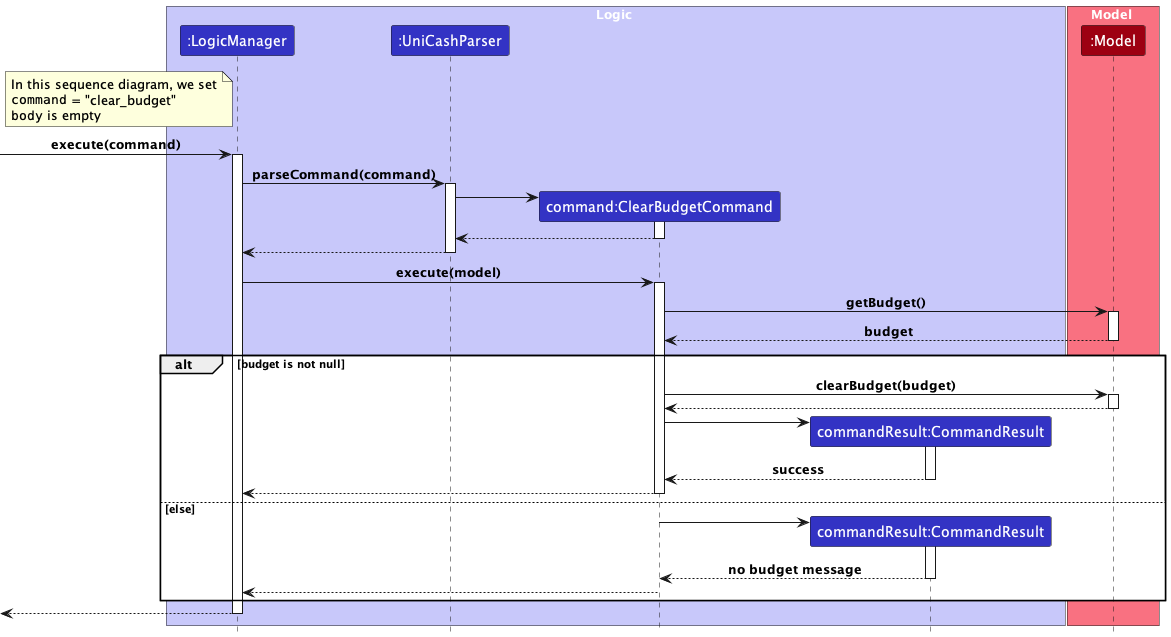 Logic
Model
:LogicManager
:UniCashParser
:Model
In this sequence diagram, we set
command = "clear_budget"
body is empty
execute(command)
parseCommand(command)
command:ClearBudgetCommand
execute(model)
getBudget()
budget
alt
[budget is not null]
clearBudget(budget)
commandResult:CommandResult
success
[else]
commandResult:CommandResult
no budget message